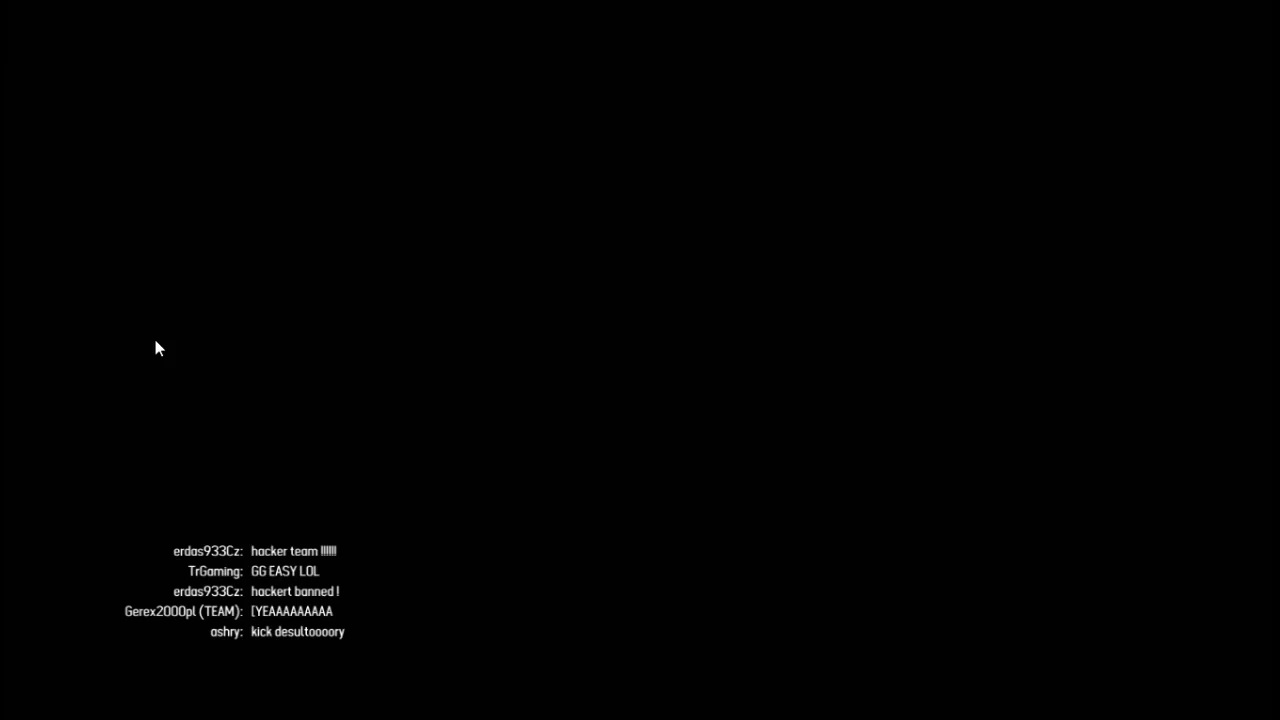 erdas933Cz: hacker team !!!!!!
TrGaming: GG EASY LOL
erdas933Cz: hackert banned !
Gerex2000pl (TEAM): [YEAAAAAAAAA
ashry: kick desultoooory